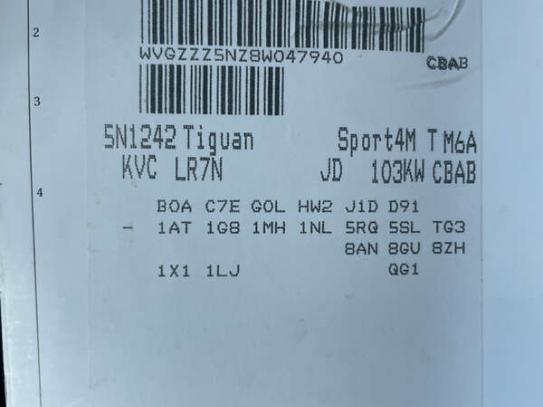 2
WVGZZZ5NZ8W047940
CBAB
3
5N1242 Tiguan Sport4M T M6A
KVC LR7N JD 103KW CBAB
4
B0A C7E G0L HW2 J1D D91
- 1AT 1G8 1MH 1NL 5RQ 5SL TG3
8AN 8GU 8ZH
1X1 1LJ QG1